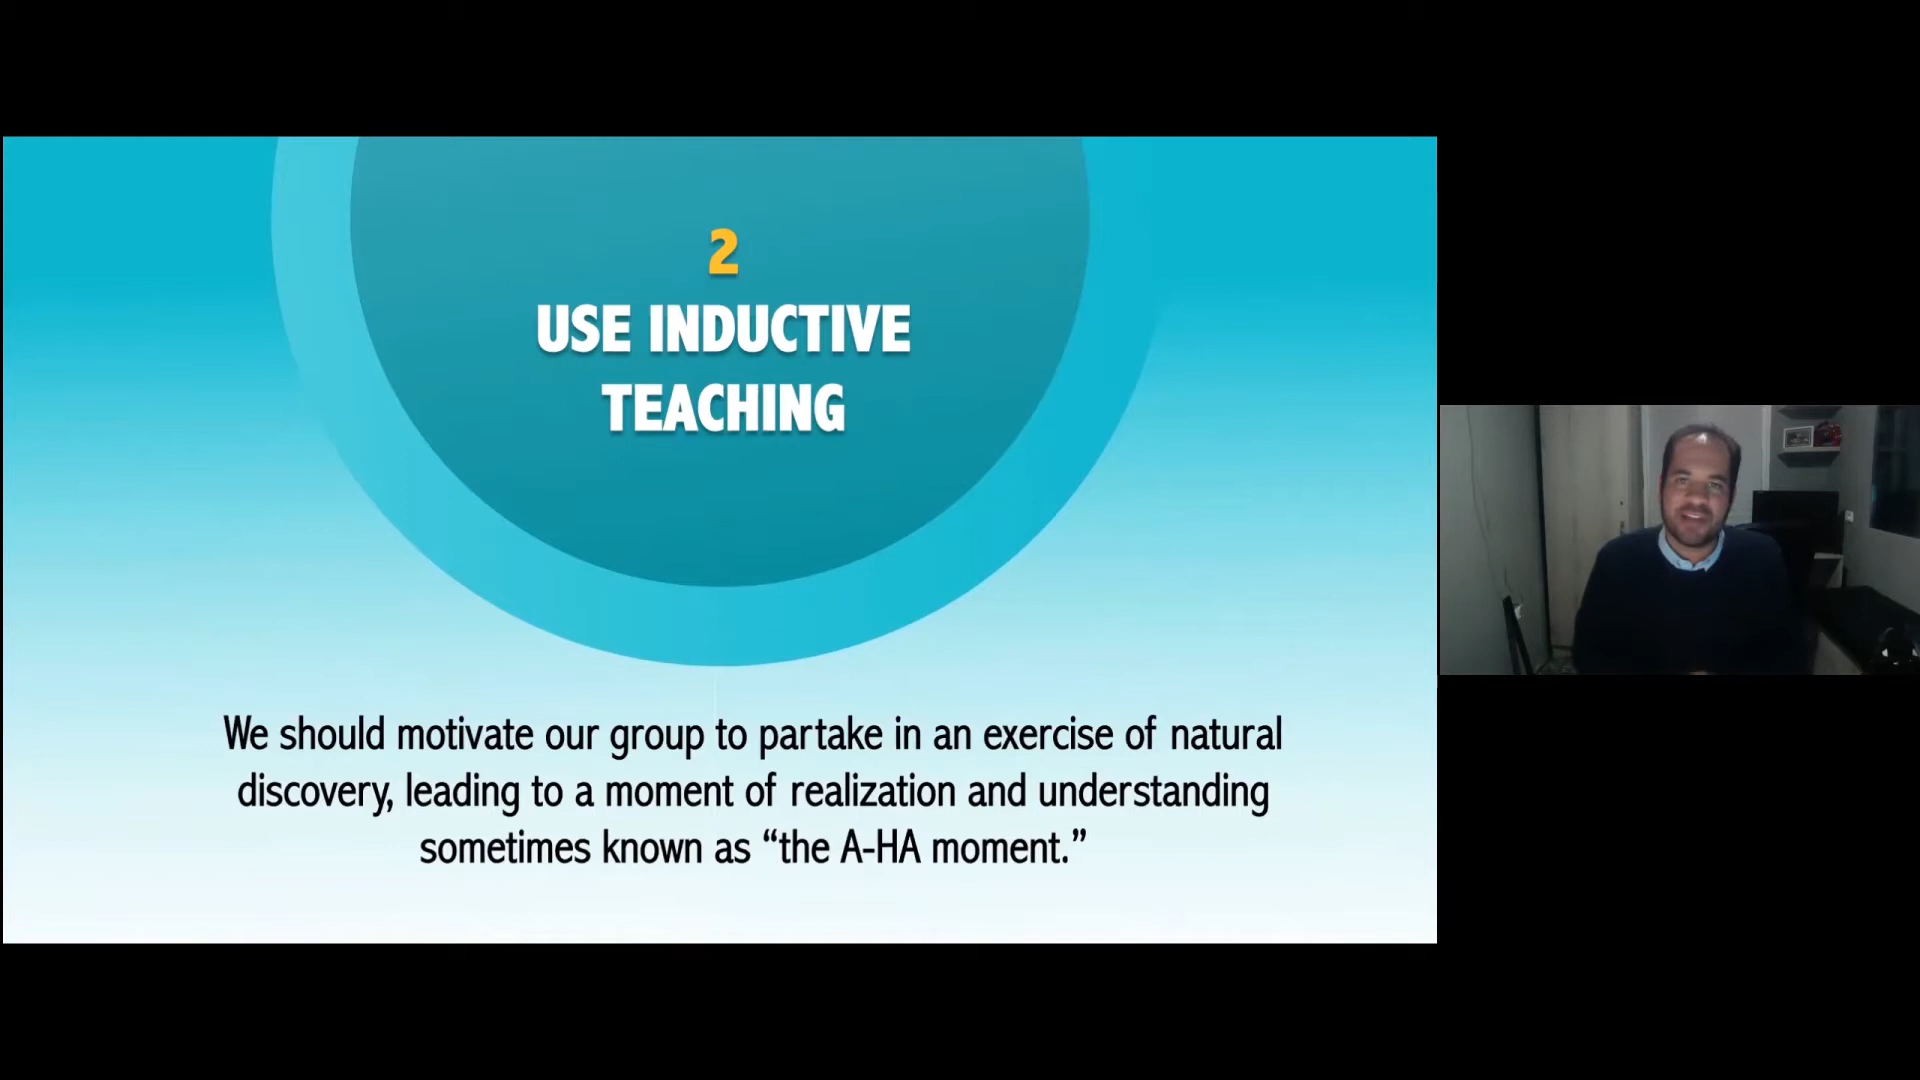 2
USE INDUCTIVE
TEACHING
We should motivate our group to partake in an exercise of natural
discovery, leading to a moment of realization and understanding
sometimes known as “the A-HA moment.”